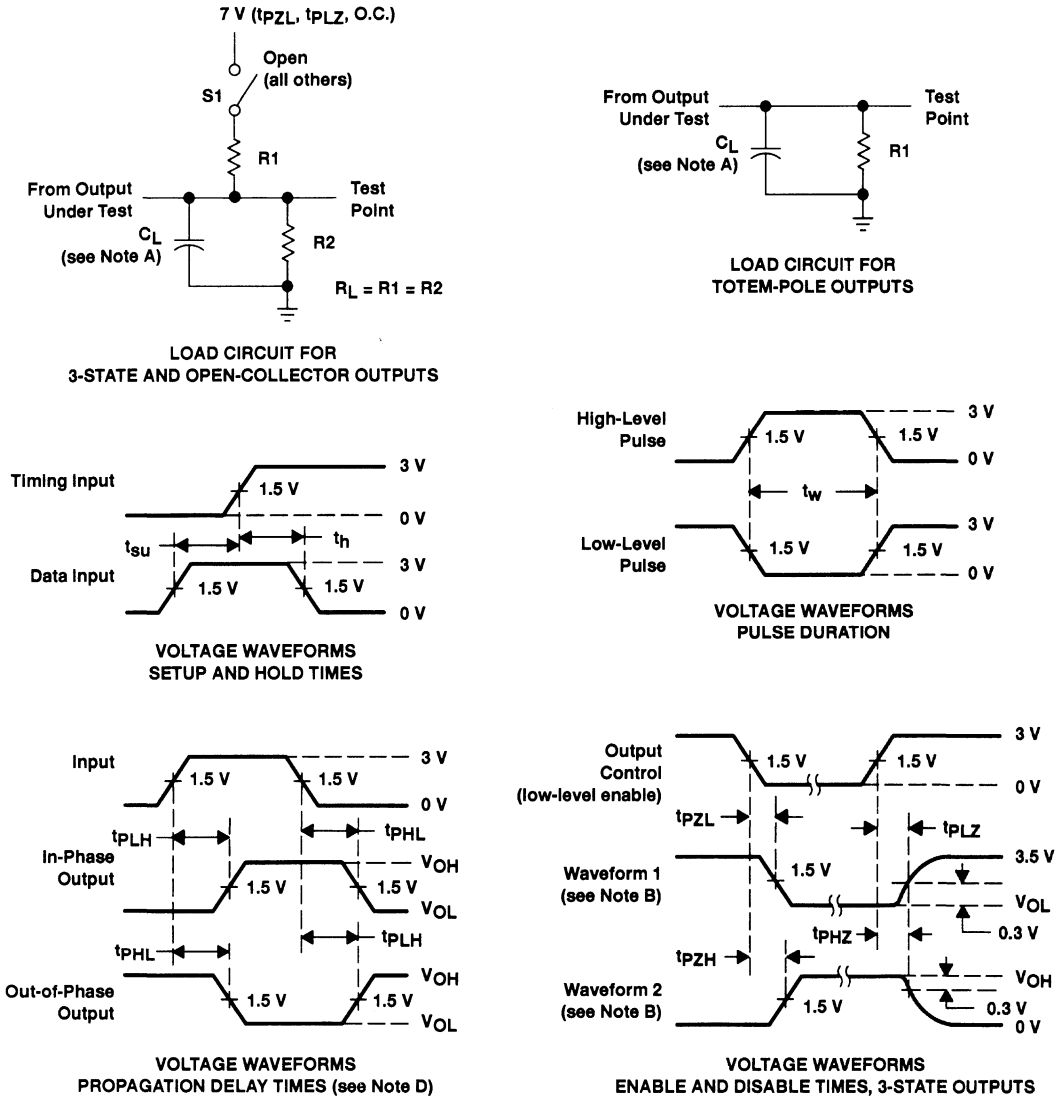 7 V (tPZL, tPLZ, O.C.)
Open
(all others)
S1
R1
From Output
Under Test
Test
Point
CL
(see Note A)
R2
RL = R1 = R2
LOAD CIRCUIT FOR
3-STATE AND OPEN-COLLECTOR OUTPUTS
From Output
Under Test
Test
Point
CL
(see Note A)
R1
LOAD CIRCUIT FOR
TOTEM-POLE OUTPUTS
Timing Input
3 V
1.5 V
0 V
tsu
th
Data Input
3 V
1.5 V
1.5 V
0 V
VOLTAGE WAVEFORMS
SETUP AND HOLD TIMES
High-Level
Pulse
3 V
1.5 V
1.5 V
0 V
tw
Low-Level
Pulse
3 V
1.5 V
1.5 V
0 V
VOLTAGE WAVEFORMS
PULSE DURATION
Input
3 V
1.5 V
1.5 V
0 V
tPLH
tPHL
In-Phase
Output
VOH
1.5 V
1.5 V
VOL
tPHL
tPLH
Out-of-Phase
Output
VOH
1.5 V
1.5 V
VOL
VOLTAGE WAVEFORMS
PROPAGATION DELAY TIMES (see Note D)
Output
Control
(low-level enable)
3 V
1.5 V
1.5 V
0 V
tPZL
tPLZ
Waveform 1
(see Note B)
3.5 V
1.5 V
VOL
0.3 V
tPHZ
tPZH
Waveform 2
(see Note B)
VOH
1.5 V
0.3 V
0 V
VOLTAGE WAVEFORMS
ENABLE AND DISABLE TIMES, 3-STATE OUTPUTS